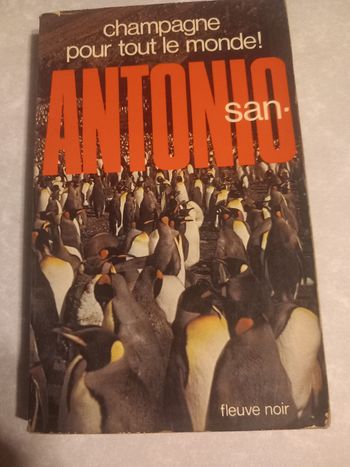 champagne
pour tout le monde!
ANTONIO
san-
fleuve noir